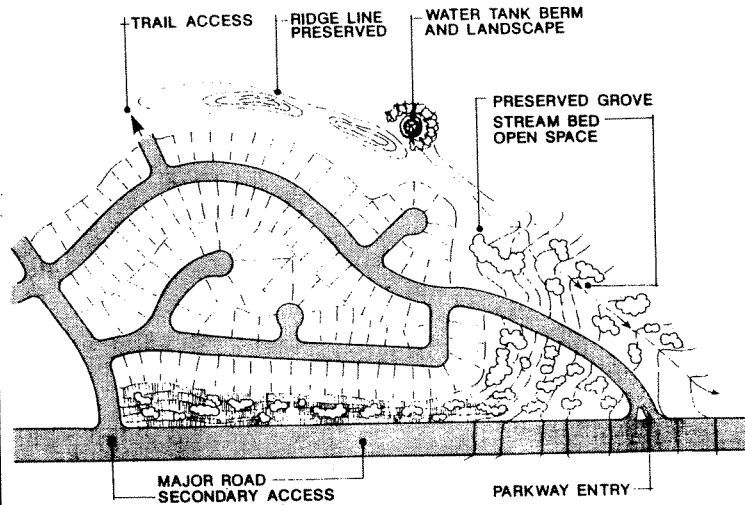 TRAIL ACCESS
RIDGE LINE
PRESERVED
WATER TANK BERM
AND LANDSCAPE
PRESERVED GROVE
STREAM BED
OPEN SPACE
MAJOR ROAD
SECONDARY ACCESS
PARKWAY ENTRY